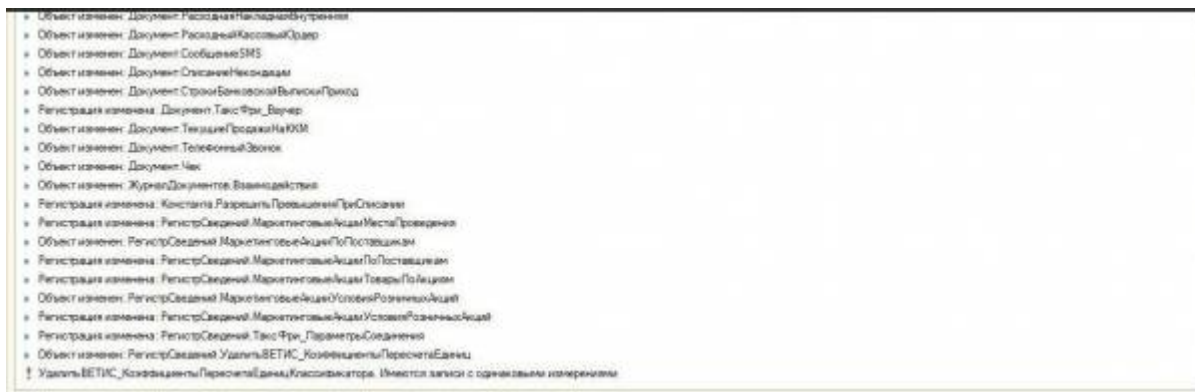 Объект изменен: Документ.РасходнаяНакладнаяВнутренняя
Объект изменен: Документ.РасходныйКассовыйОрдер
Объект изменен: Документ.СообщениеSMS
Объект изменен: Документ.СписаниеНекондиции
Объект изменен: Документ.СтрокиБанковскойВыпискиПриход
Регистрация изменена: Документ.ТаксФри_Ваучер
Объект изменен: Документ.ТекущиеПродажиНаККМ
Объект изменен: Документ.ТелефонныйЗвонок
Объект изменен: Документ.Чек
Объект изменен: ЖурналДокументов.Взаимодействия
Регистрация изменена: Константа.РазрешитьПревышениеПриСписании
Регистрация изменена: РегистрСведений.МаркетинговыеАкцииМестаПроведения
Объект изменен: РегистрСведений.МаркетинговыеАкцииПоПоставщикам
Регистрация изменена: РегистрСведений.МаркетинговыеАкцииПоПоставщикам
Регистрация изменена: РегистрСведений.МаркетинговыеАкцииТоварыПоАкциям
Объект изменен: РегистрСведений.МаркетинговыеАкцииУсловияРозничныхАкций
Регистрация изменена: РегистрСведений.МаркетинговыеАкцииУсловияРозничныхАкций
Регистрация изменена: РегистрСведений.ТаксФри_ПараметрыСоединения
Объект изменен: РегистрСведений.УдалитьВЕТИС_КоэффициентыПересчетаЕдиниц
! УдалитьВЕТИС_КоэффициентыПересчетаЕдиницКлассификатора. Имеются записи с одинаковыми измерениями